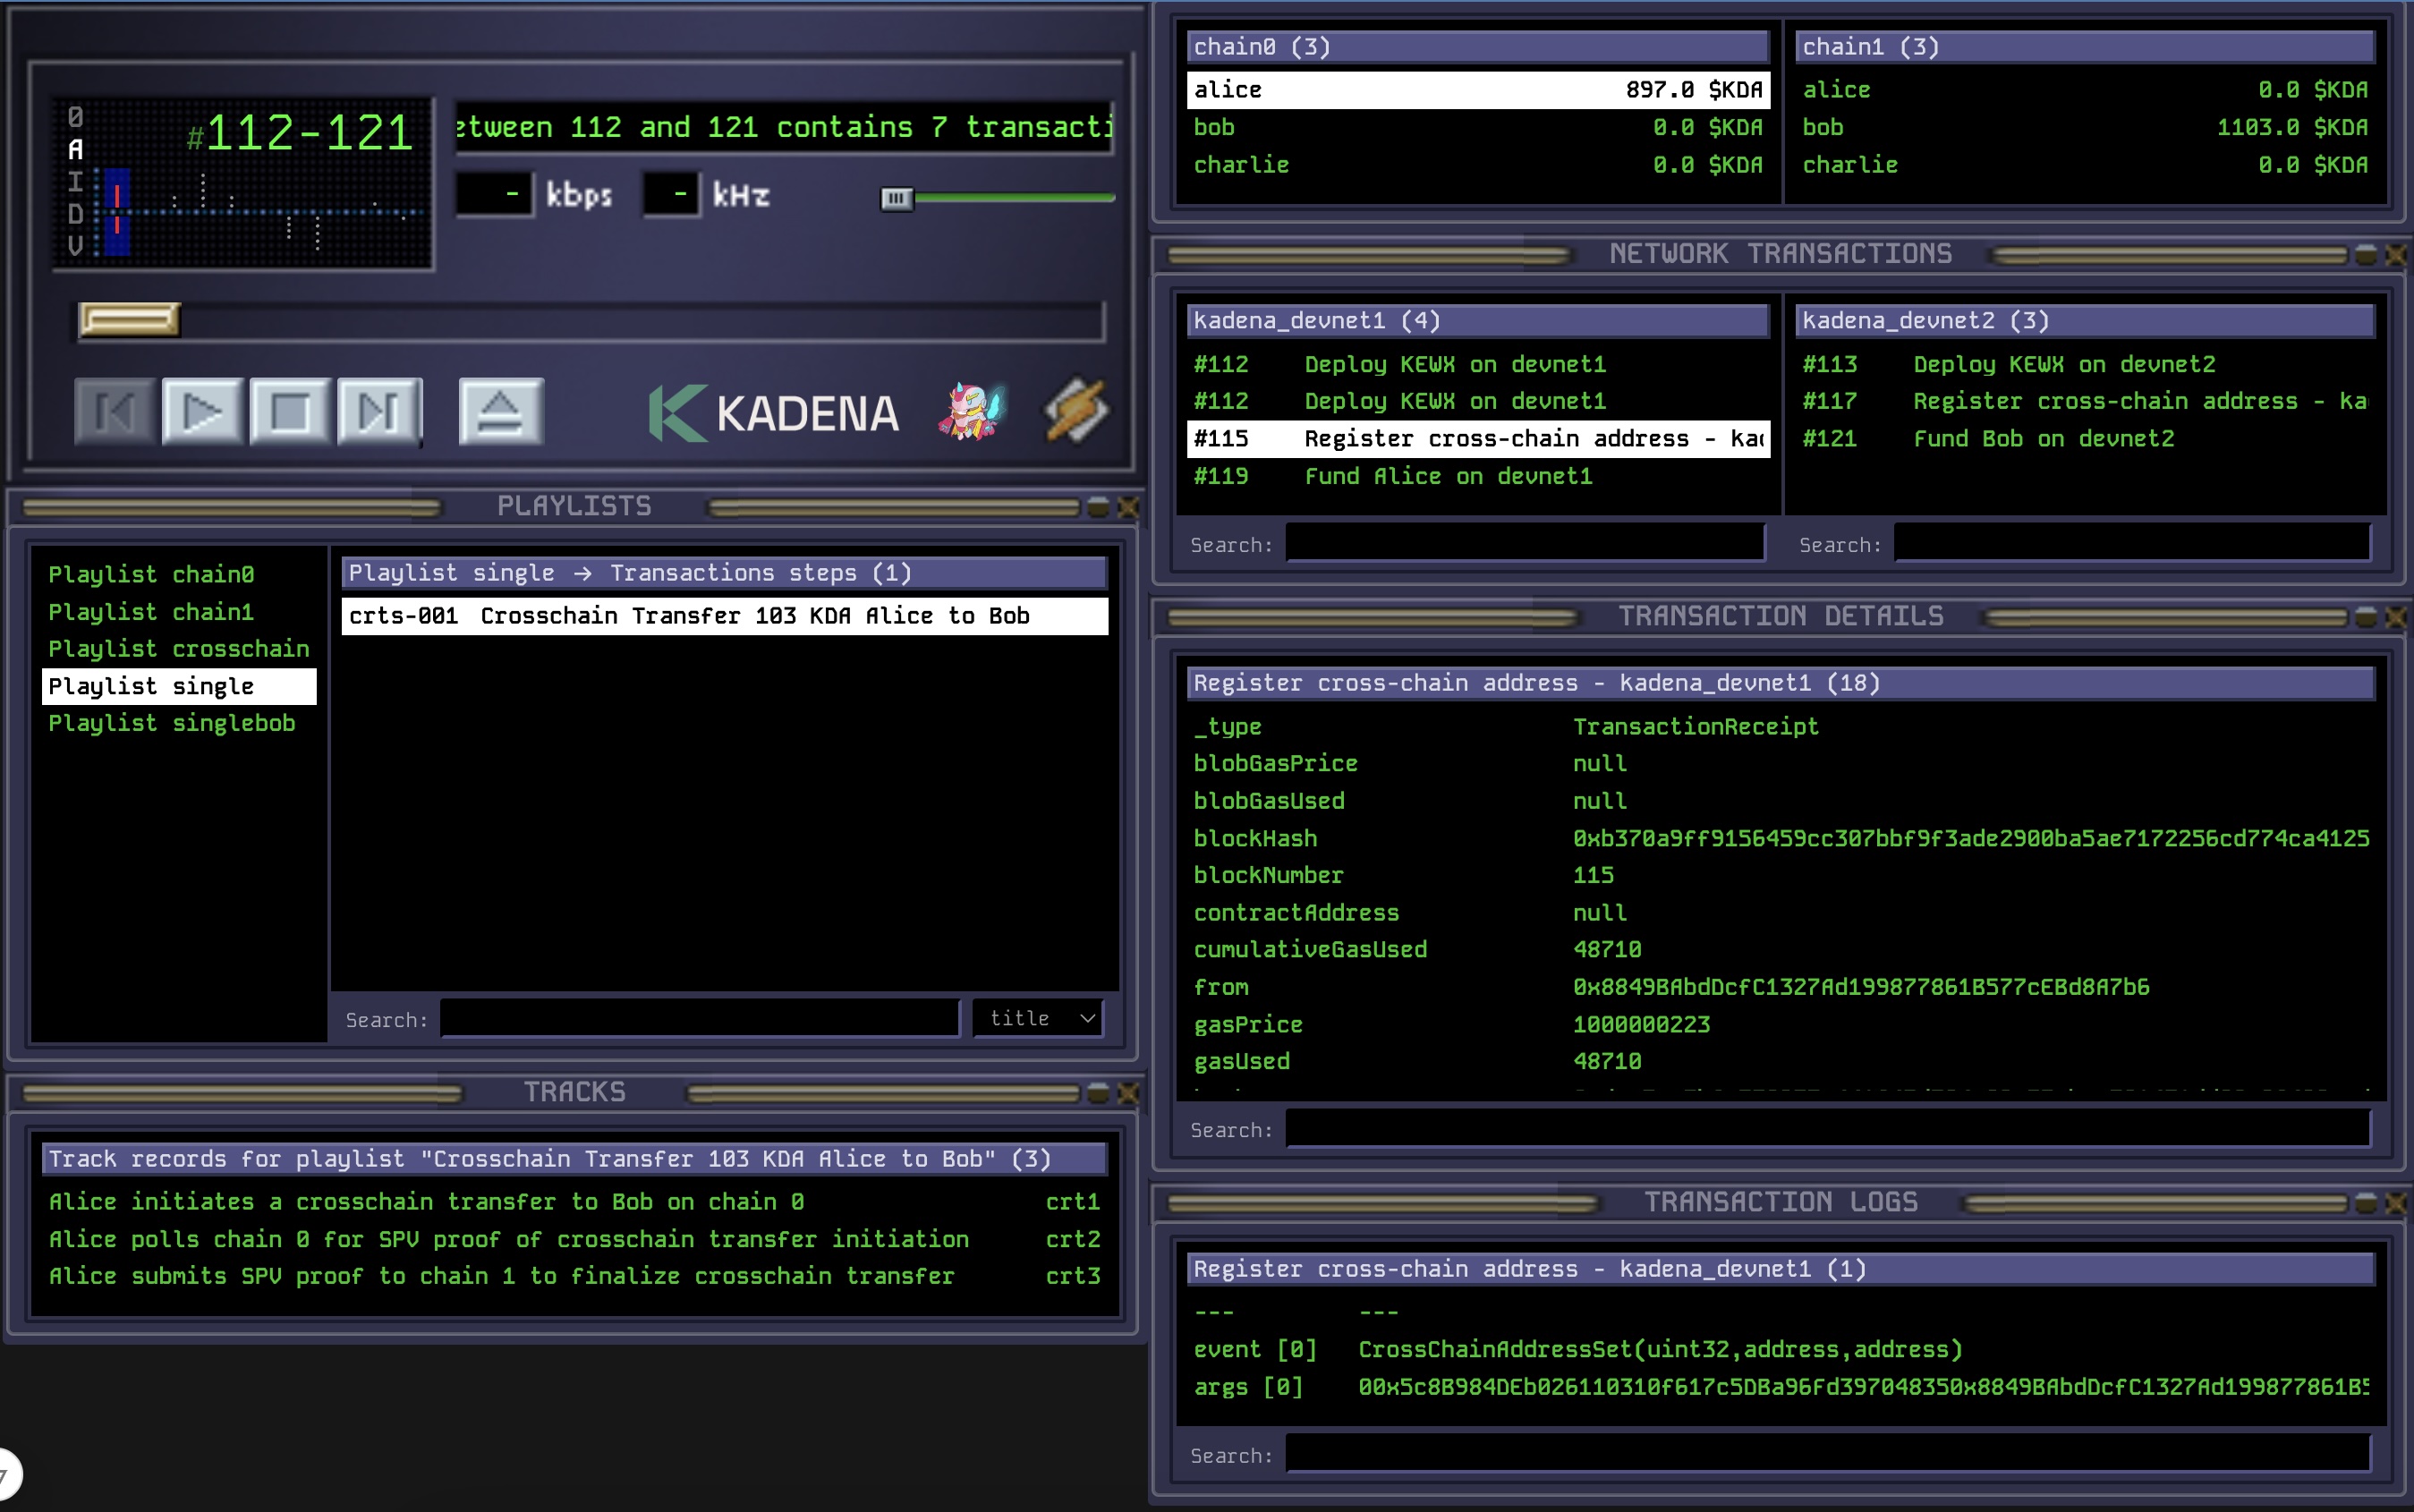 0
A
I
D
V
#112-121
etween 112 and 121 contains 7 transacti
- kbps - kHz
KADENA
PLAYLISTS
Playlist chain0
Playlist chain1
Playlist crosschain
Playlist single
Playlist singlebob
Playlist single → Transactions steps (1)
crts-001 Crosschain Transfer 103 KDA Alice to Bob
Search: title
TRACKS
Track records for playlist "Crosschain Transfer 103 KDA Alice to Bob" (3)
Alice initiates a crosschain transfer to Bob on chain 0 crt1
Alice polls chain 0 for SPV proof of crosschain transfer initiation crt2
Alice submits SPV proof to chain 1 to finalize crosschain transfer crt3
chain0 (3)
alice 897.0 $KDA
bob 0.0 $KDA
charlie 0.0 $KDA
chain1 (3)
alice 0.0 $KDA
bob 1103.0 $KDA
charlie 0.0 $KDA
NETWORK TRANSACTIONS
kadena_devnet1 (4)
#112 Deploy KEWX on devnet1
#112 Deploy KEWX on devnet1
#115 Register cross-chain address - kad
#119 Fund Alice on devnet1
Search:
kadena_devnet2 (3)
#113 Deploy KEWX on devnet2
#117 Register cross-chain address - ka
#121 Fund Bob on devnet2
Search:
TRANSACTION DETAILS
Register cross-chain address - kadena_devnet1 (18)
_type TransactionReceipt
blobGasPrice null
blobGasUsed null
blockHash 0xb370a9ff9156459cc307bbf9f3ade2900ba5ae7172256cd774ca4125
blockNumber 115
contractAddress null
cumulativeGasUsed 48710
from 0x8849BAbdDcfC1327Ad199877861B577cEBd8A7b6
gasPrice 1000000223
gasUsed 48710
Search:
TRANSACTION LOGS
Register cross-chain address - kadena_devnet1 (1)
--- ---
event [0] CrossChainAddressSet(uint32,address,address)
args [0] 00x5c8B984DEb026110310f617c5DBa96Fd397048350x8849BAbdDcfC1327Ad199877861B5
Search: